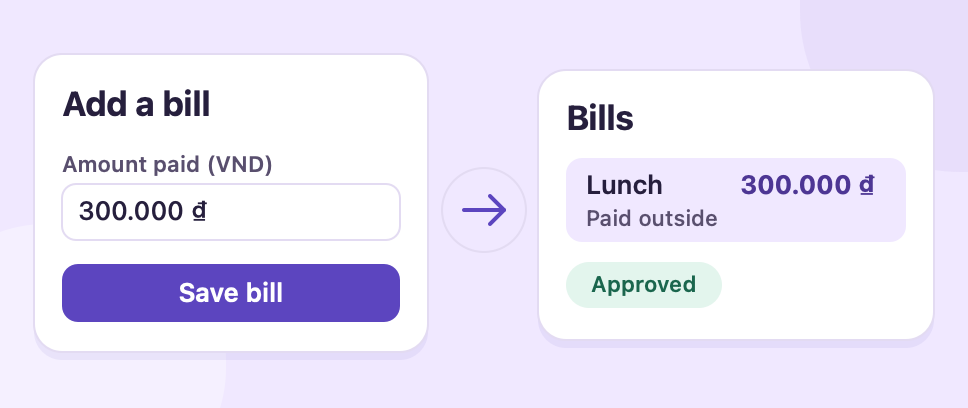 Add a bill
Amount paid (VND)
300.000 ₫
Save bill
Bills
Lunch 300.000 ₫
Paid outside
Approved